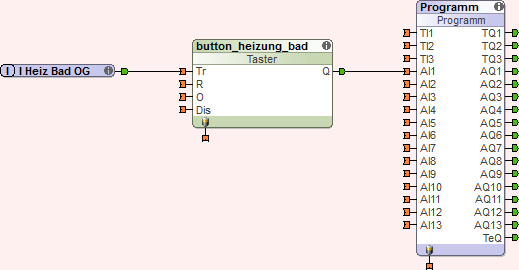 Programm
Programm
button_heizung_bad
Taster
I I Heiz Bad OG
Tr Q
R
O
Dis
TI1 TQ1
TI2 TQ2
TI3 TQ3
AI1 AQ1
AI2 AQ2
AI3 AQ3
AI4 AQ4
AI5 AQ5
AI6 AQ6
AI7 AQ7
AI8 AQ8
AI9 AQ9
AI10 AQ10
AI11 AQ11
AI12 AQ12
AI13 AQ13
TeQ